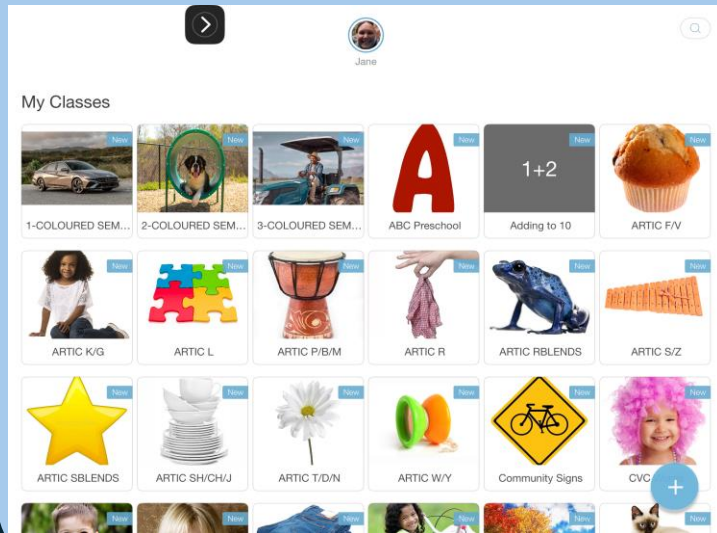 Jane
My Classes
New New New New New
1+2
1-COLOURED SEM... 2-COLOURED SEM... 3-COLOURED SEM... ABC Preschool Adding to 10 ARTIC F/V
New New New New New New
ARTIC K/G ARTIC L ARTIC P/B/M ARTIC R ARTIC RBLENDS ARTIC S/Z
New New New New New New
ARTIC SBLENDS ARTIC SH/CH/J ARTIC T/D/N ARTIC W/Y Community Signs CVC
New New New New New New